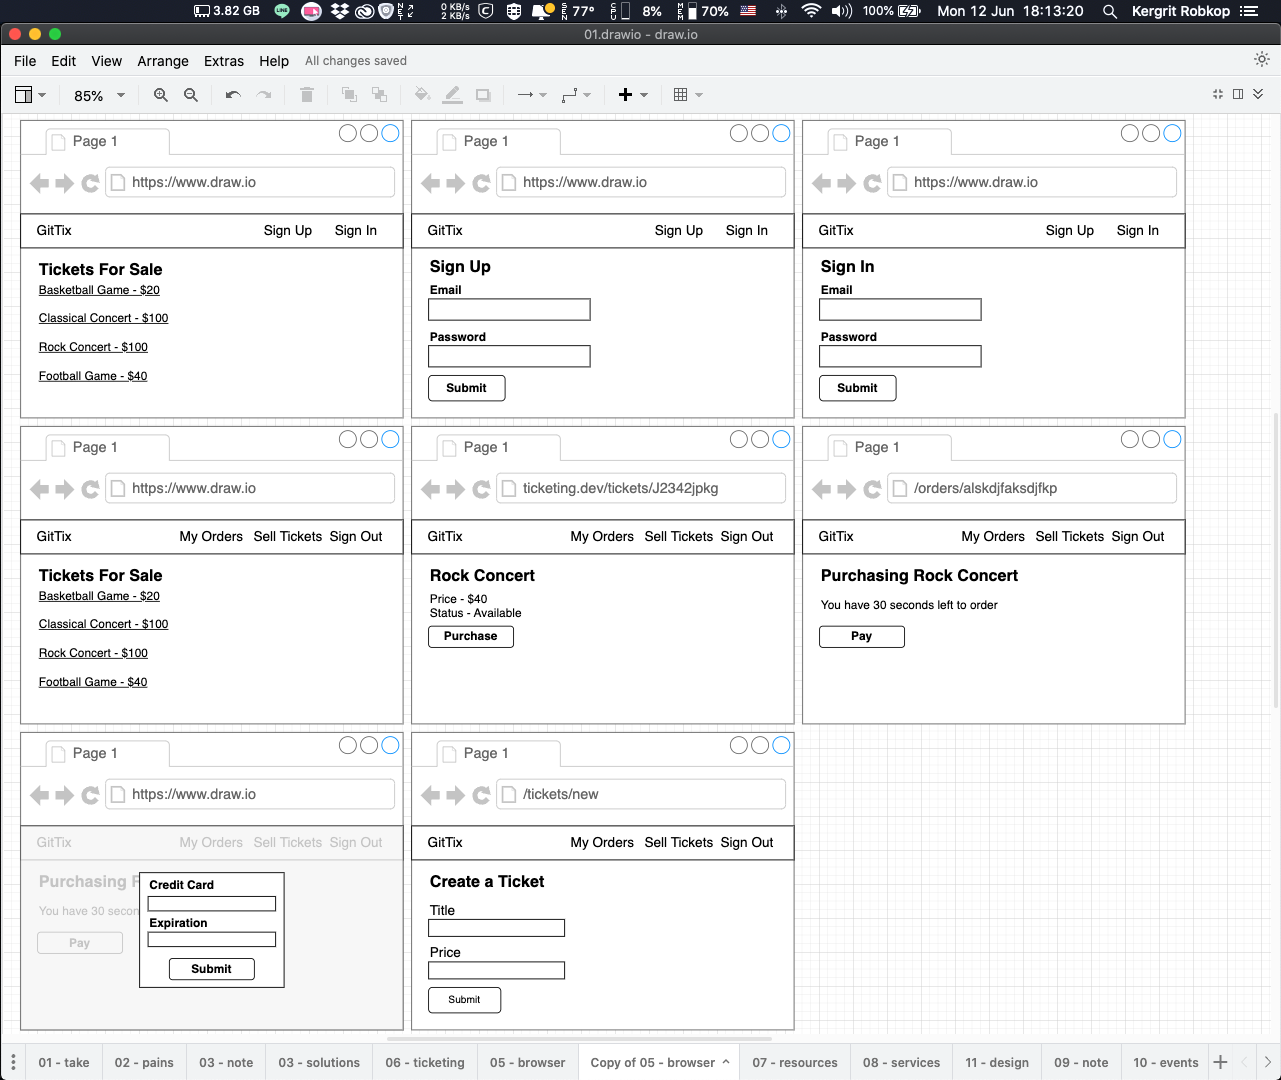 3.82 GB LINE NET 0 KB/s 2 KB/s SEN 77° CPU 8% MEM 70% 100% Mon 12 Jun 18:13:20 Kergrit Robkop
01.drawio - draw.io
File Edit View Arrange Extras Help All changes saved
85%
Page 1
https://www.draw.io
GitTix Sign Up Sign In
Tickets For Sale
Basketball Game - $20
Classical Concert - $100
Rock Concert - $100
Football Game - $40
Page 1
https://www.draw.io
GitTix Sign Up Sign In
Sign Up
Email
Password
Submit
Page 1
https://www.draw.io
GitTix Sign Up Sign In
Sign In
Email
Password
Submit
Page 1
https://www.draw.io
GitTix My Orders Sell Tickets Sign Out
Tickets For Sale
Basketball Game - $20
Classical Concert - $100
Rock Concert - $100
Football Game - $40
Page 1
ticketing.dev/tickets/J2342jpkg
GitTix My Orders Sell Tickets Sign Out
Rock Concert
Price - $40
Status - Available
Purchase
Page 1
/orders/alskdjfaksdjfkp
GitTix My Orders Sell Tickets Sign Out
Purchasing Rock Concert
You have 30 seconds left to order
Pay
Page 1
https://www.draw.io
GitTix My Orders Sell Tickets Sign Out
Purchasing
You have 30 secon
Pay
Credit Card
Expiration
Submit
Page 1
/tickets/new
GitTix My Orders Sell Tickets Sign Out
Create a Ticket
Title
Price
Submit
01 - take 02 - pains 03 - note 03 - solutions 06 - ticketing 05 - browser Copy of 05 - browser 07 - resources 08 - services 11 - design 09 - note 10 - events